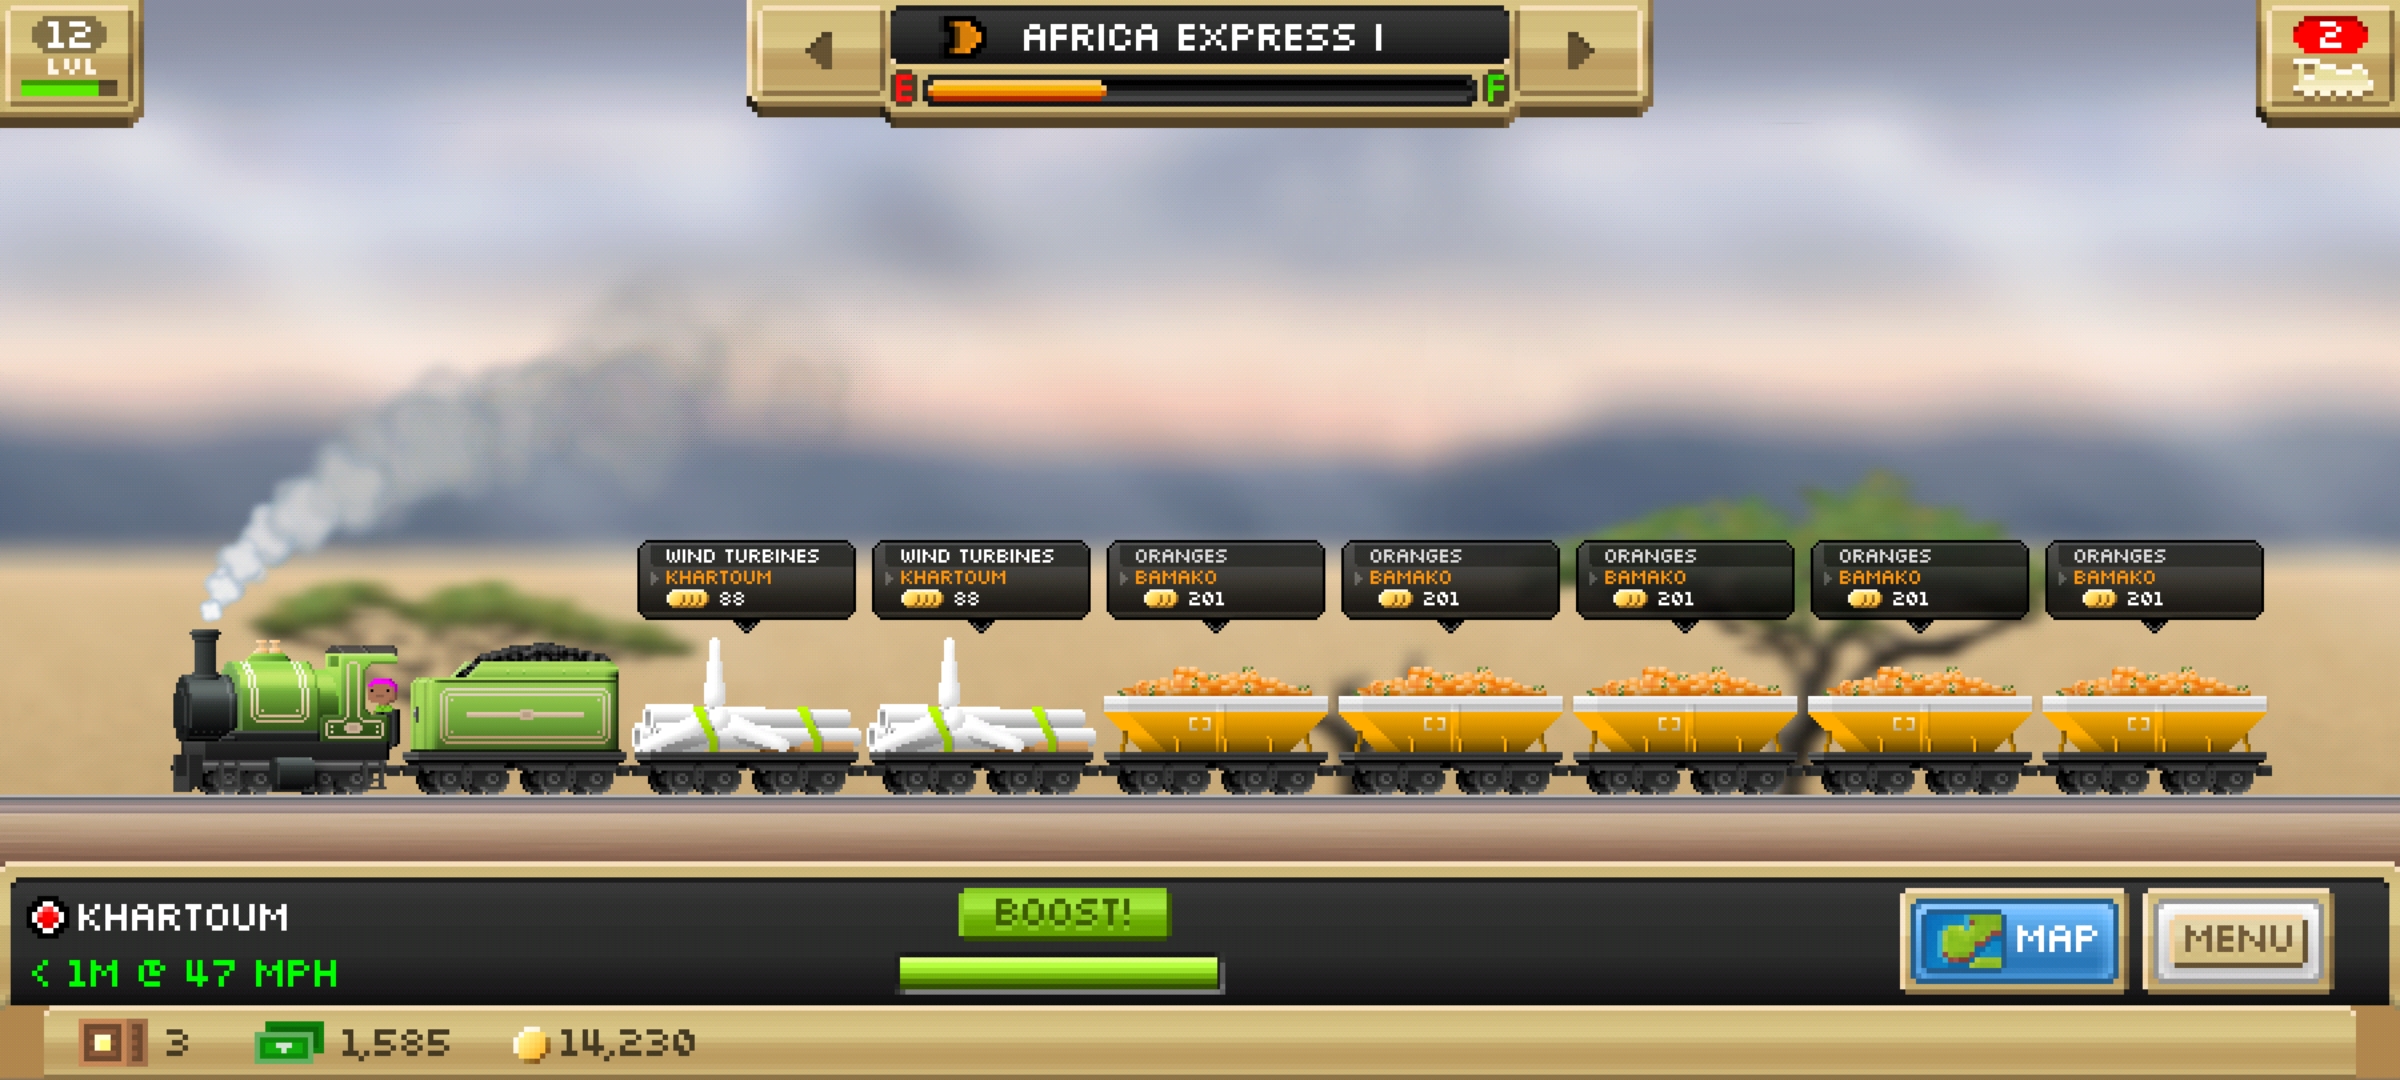 12
LVL
AFRICA EXPRESS I
E F
2
WIND TURBINES
KHARTOUM
88
WIND TURBINES
KHARTOUM
88
ORANGES
BAMAKO
201
ORANGES
BAMAKO
201
ORANGES
BAMAKO
201
ORANGES
BAMAKO
201
ORANGES
BAMAKO
201
KHARTOUM
< 1M @ 47 MPH
BOOST!
MAP
MENU
3
1,585
14,230